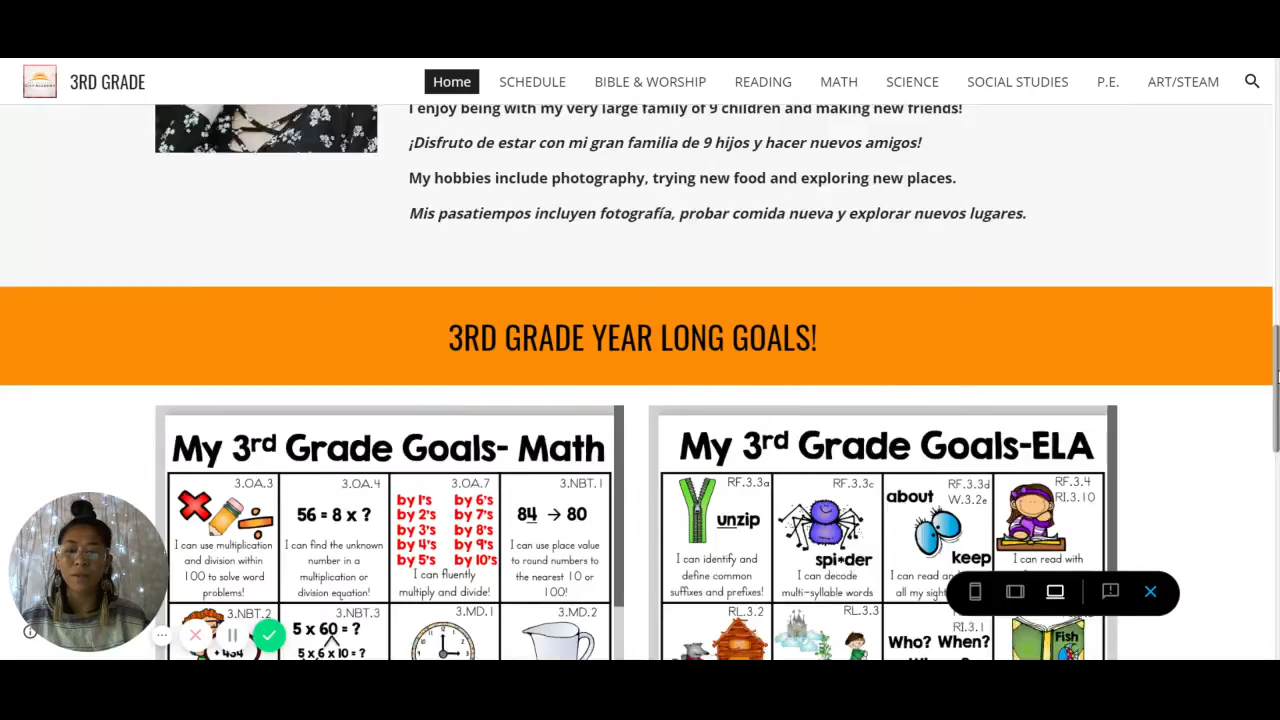 3RD GRADE
Home
SCHEDULE
BIBLE & WORSHIP
READING
MATH
SCIENCE
SOCIAL STUDIES
P.E.
ART/STEAM
I enjoy being with my very large family of 9 children and making new friends!
¡Disfruto de estar con mi gran familia de 9 hijos y hacer nuevos amigos!
My hobbies include photography, trying new food and exploring new places.
Mis pasatiempos incluyen fotografía, probar comida nueva y explorar nuevos lugares.
3RD GRADE YEAR LONG GOALS!
My 3rd Grade Goals- Math
3.OA.3
I can use multiplication
and division within
100 to solve word
problems!
3.OA.4
56 = 8 x ?
I can find the unknown
number in a
multiplication or
division equation!
3.OA.7
by 1's by 6's
by 2's by 7's
by 3's by 8's
by 4's by 9's
by 5's by 10's
I can fluently
multiply and divide!
3.NBT.1
84 → 80
I can use place value
to round numbers to
the nearest 10 or
100!
3.NBT.2
3.NBT.3
5 x 60 = ?
5 x 6 x 10 = ?
3.MD.1
3.MD.2
My 3rd Grade Goals-ELA
RF.3.3a
unzip
I can identify and
define common
suffixes and prefixes!
RF.3.3c
spi•der
I can decode
multi-syllable words
RF.3.3d
W.3.2e
about
keep
I can read
all my
RF.3.4
RI.3.10
I can read with
RL.3.2
RL.3.3
RI.3.1
Who? When?
Fish